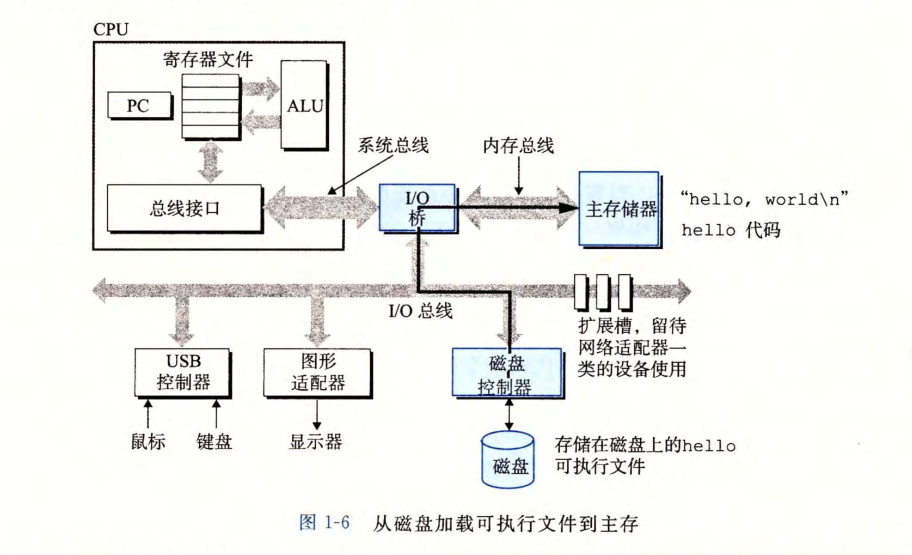 CPU
寄存器文件
PC
ALU
系统总线
内存总线
总线接口
I/O
桥
主存储器
“hello, world\n”
hello 代码
I/O 总线
扩展槽，留待
网络适配器一
类的设备使用
USB
控制器
图形
适配器
磁盘
控制器
鼠标
键盘
显示器
磁盘
存储在磁盘上的hello
可执行文件
图 1-6 从磁盘加载可执行文件到主存